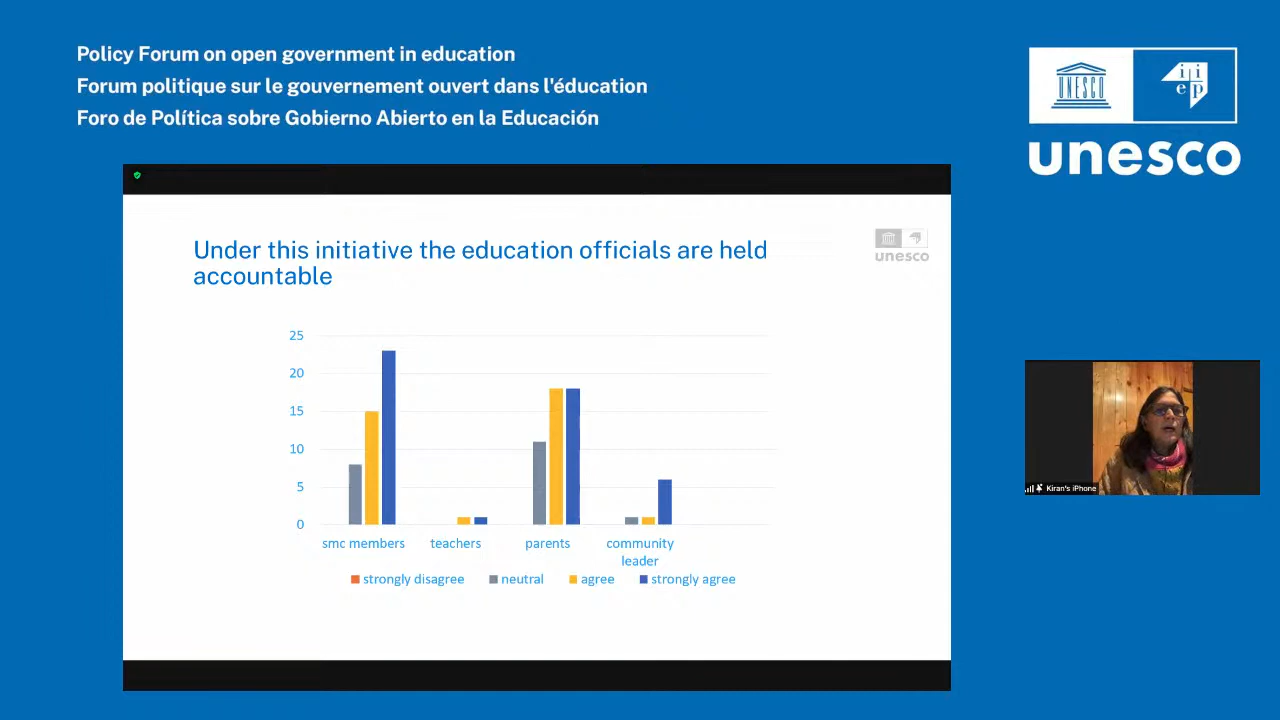 Policy Forum on open government in education
Forum politique sur le gouvernement ouvert dans l'éducation
Foro de Política sobre Gobierno Abierto en la Educación
UNESCO
i i
e p
unesco
Under this initiative the education officials are held
accountable
unesco
25
20
15
10
5
0
smc members teachers parents community
leader
strongly disagree neutral agree strongly agree
Kiran's iPhone